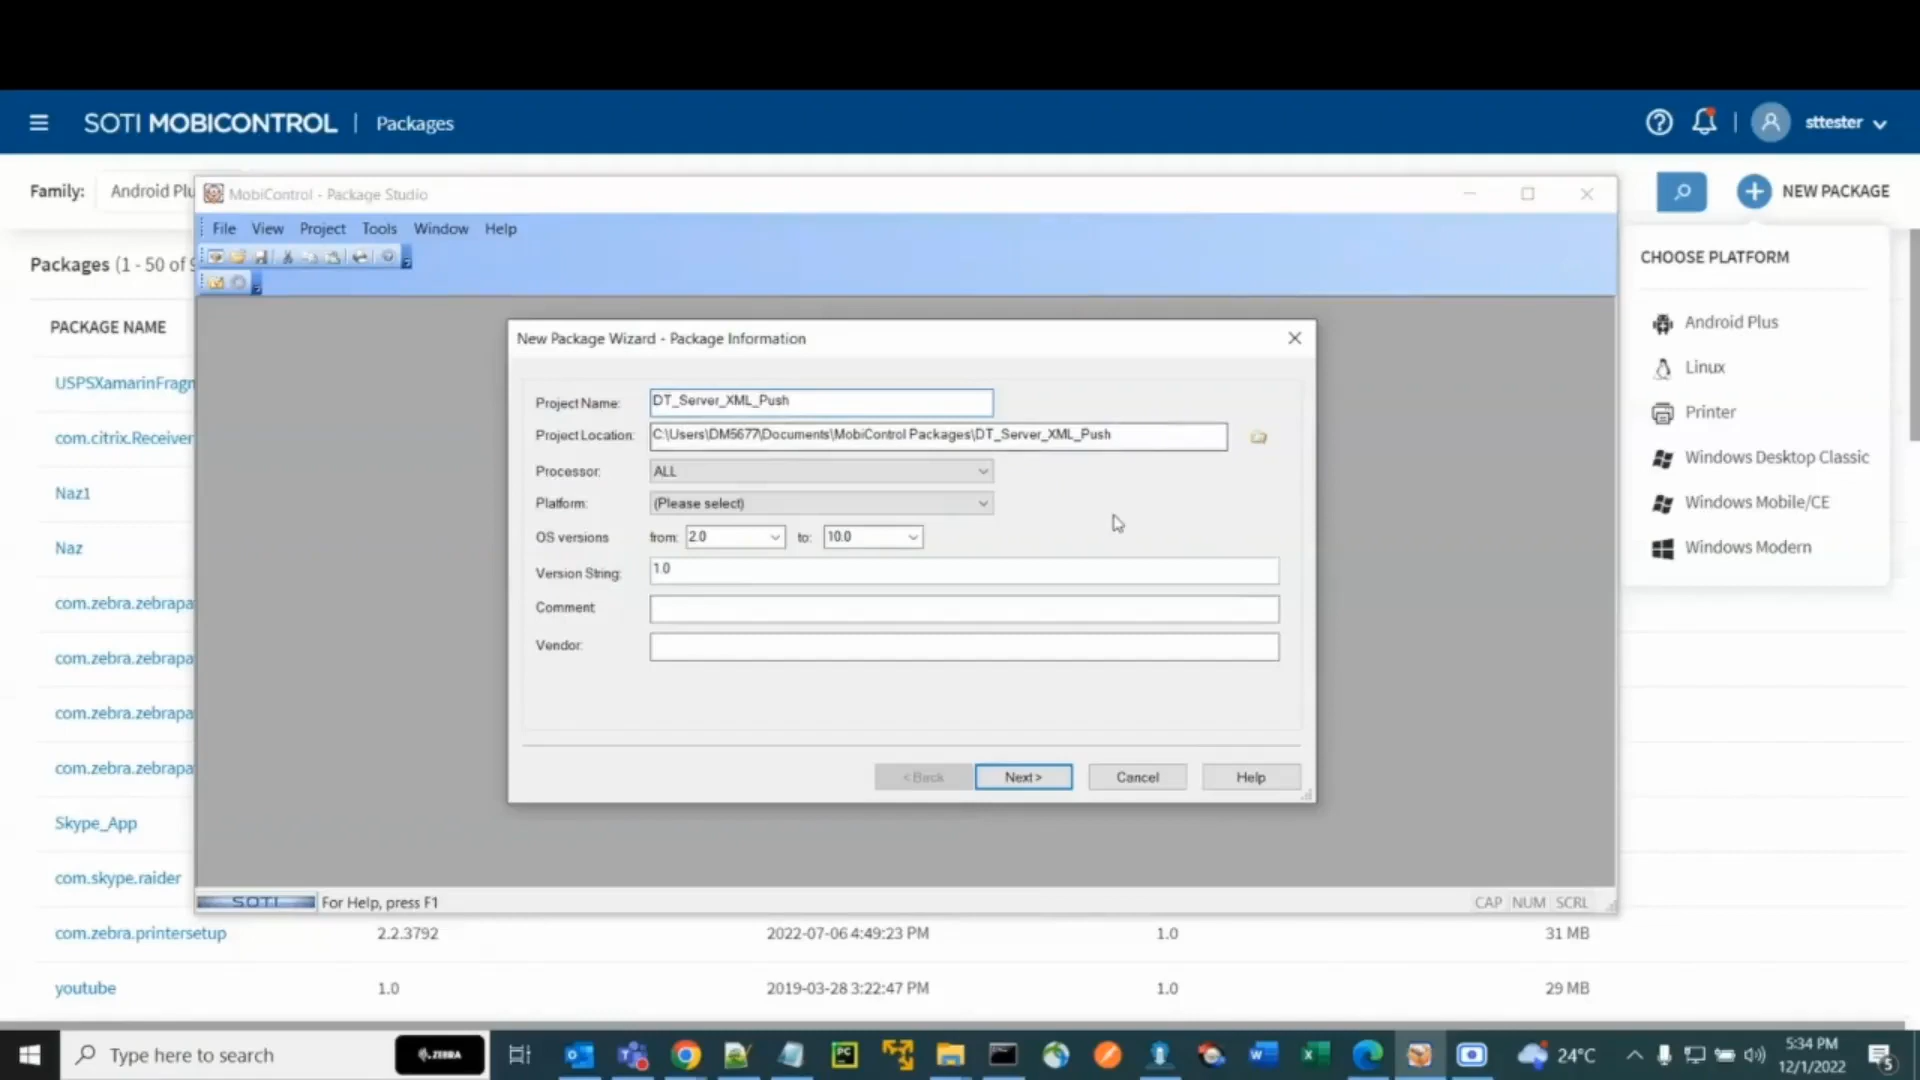 SOTI MOBICONTROL | Packages
sttester
Family: Android Plu
NEW PACKAGE
MobiControl - Package Studio
File View Project Tools Window Help
Packages (1 - 50 of 9
CHOOSE PLATFORM
Android Plus
Linux
Printer
Windows Desktop Classic
Windows Mobile/CE
Windows Modern
PACKAGE NAME
USPSXamarinFragm
com.citrix.Receiver
Naz1
Naz
com.zebra.zebrapa
com.zebra.zebrapa
com.zebra.zebrapa
com.zebra.zebrapa
Skype_App
com.skype.raider
New Package Wizard - Package Information
Project Name: DT_Server_XML_Push
Project Location: C:\Users\DM5677\Documents\MobiControl Packages\DT_Server_XML_Push
Processor: ALL
Platform: (Please select)
OS versions from: 2.0 to: 10.0
Version String: 1.0
Comment
Vendor:
< Back Next > Cancel Help
SOTI For Help, press F1 CAP NUM SCRL
com.zebra.printersetup 2.2.3792 2022-07-06 4:49:23 PM 1.0 31 MB
youtube 1.0 2019-03-28 3:22:47 PM 1.0 29 MB
Type here to search
ZEBRA
PC
24°C
5:34 PM
12/1/2022
5